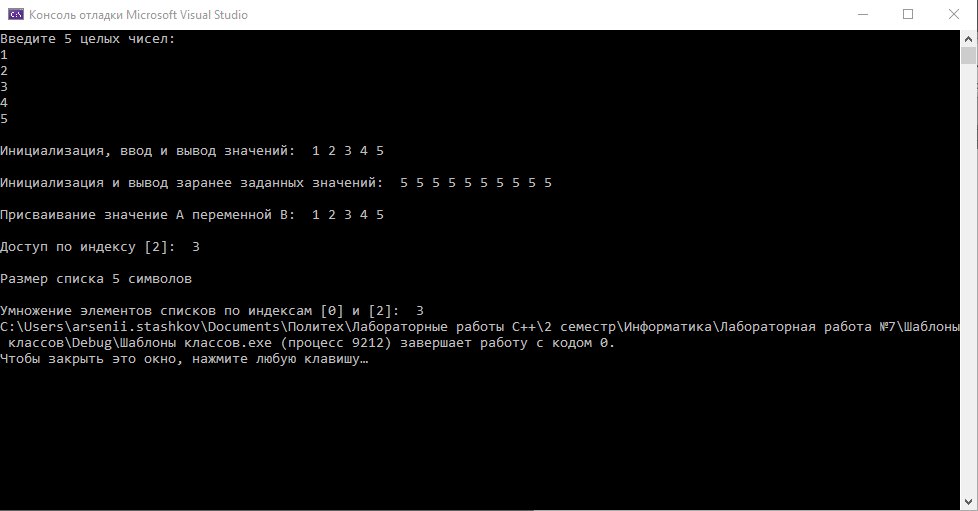 Консоль отладки Microsoft Visual Studio
Введите 5 целых чисел:
1
2
3
4
5
Инициализация, ввод и вывод значений:  1 2 3 4 5
Инициализация и вывод заранее заданных значений:  5 5 5 5 5 5 5 5 5 5
Присваивание значение А переменной В:  1 2 3 4 5
Доступ по индексу [2]:  3
Размер списка 5 символов
Умножение элементов списков по индексам [0] и [2]:  3
C:\Users\arsenii.stashkov\Documents\Политех\Лабораторные работы C++\2 семестр\Информатика\Лабораторная работа №7\Шаблоны
 классов\Debug\Шаблоны классов.exe (процесс 9212) завершает работу с кодом 0.
Чтобы закрыть это окно, нажмите любую клавишу…